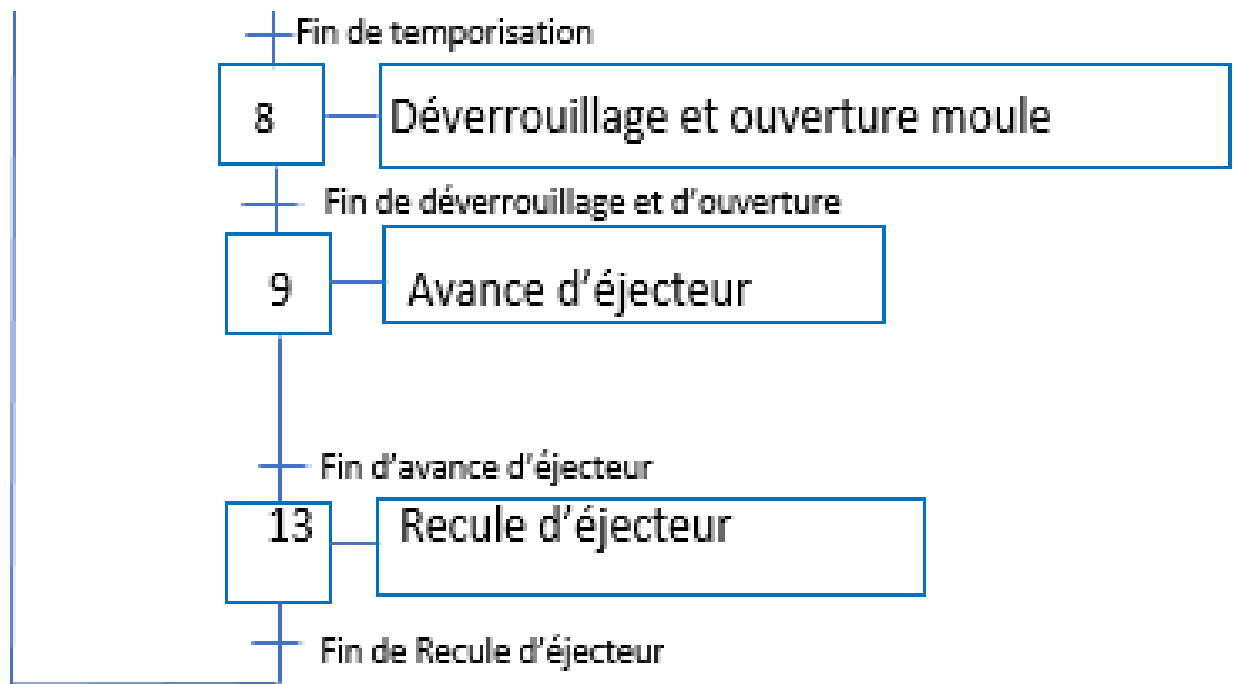 Fin de temporisation
8
Déverrouillage et ouverture moule
Fin de déverrouillage et d'ouverture
9
Avance d'éjecteur
Fin d'avance d'éjecteur
13
Recule d'éjecteur
Fin de Recule d'éjecteur